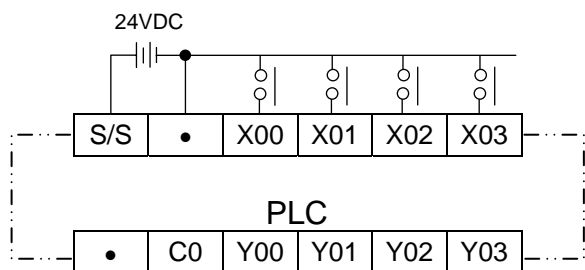 24VDC
S/S • X00 X01 X02 X03
PLC
• C0 Y00 Y01 Y02 Y03